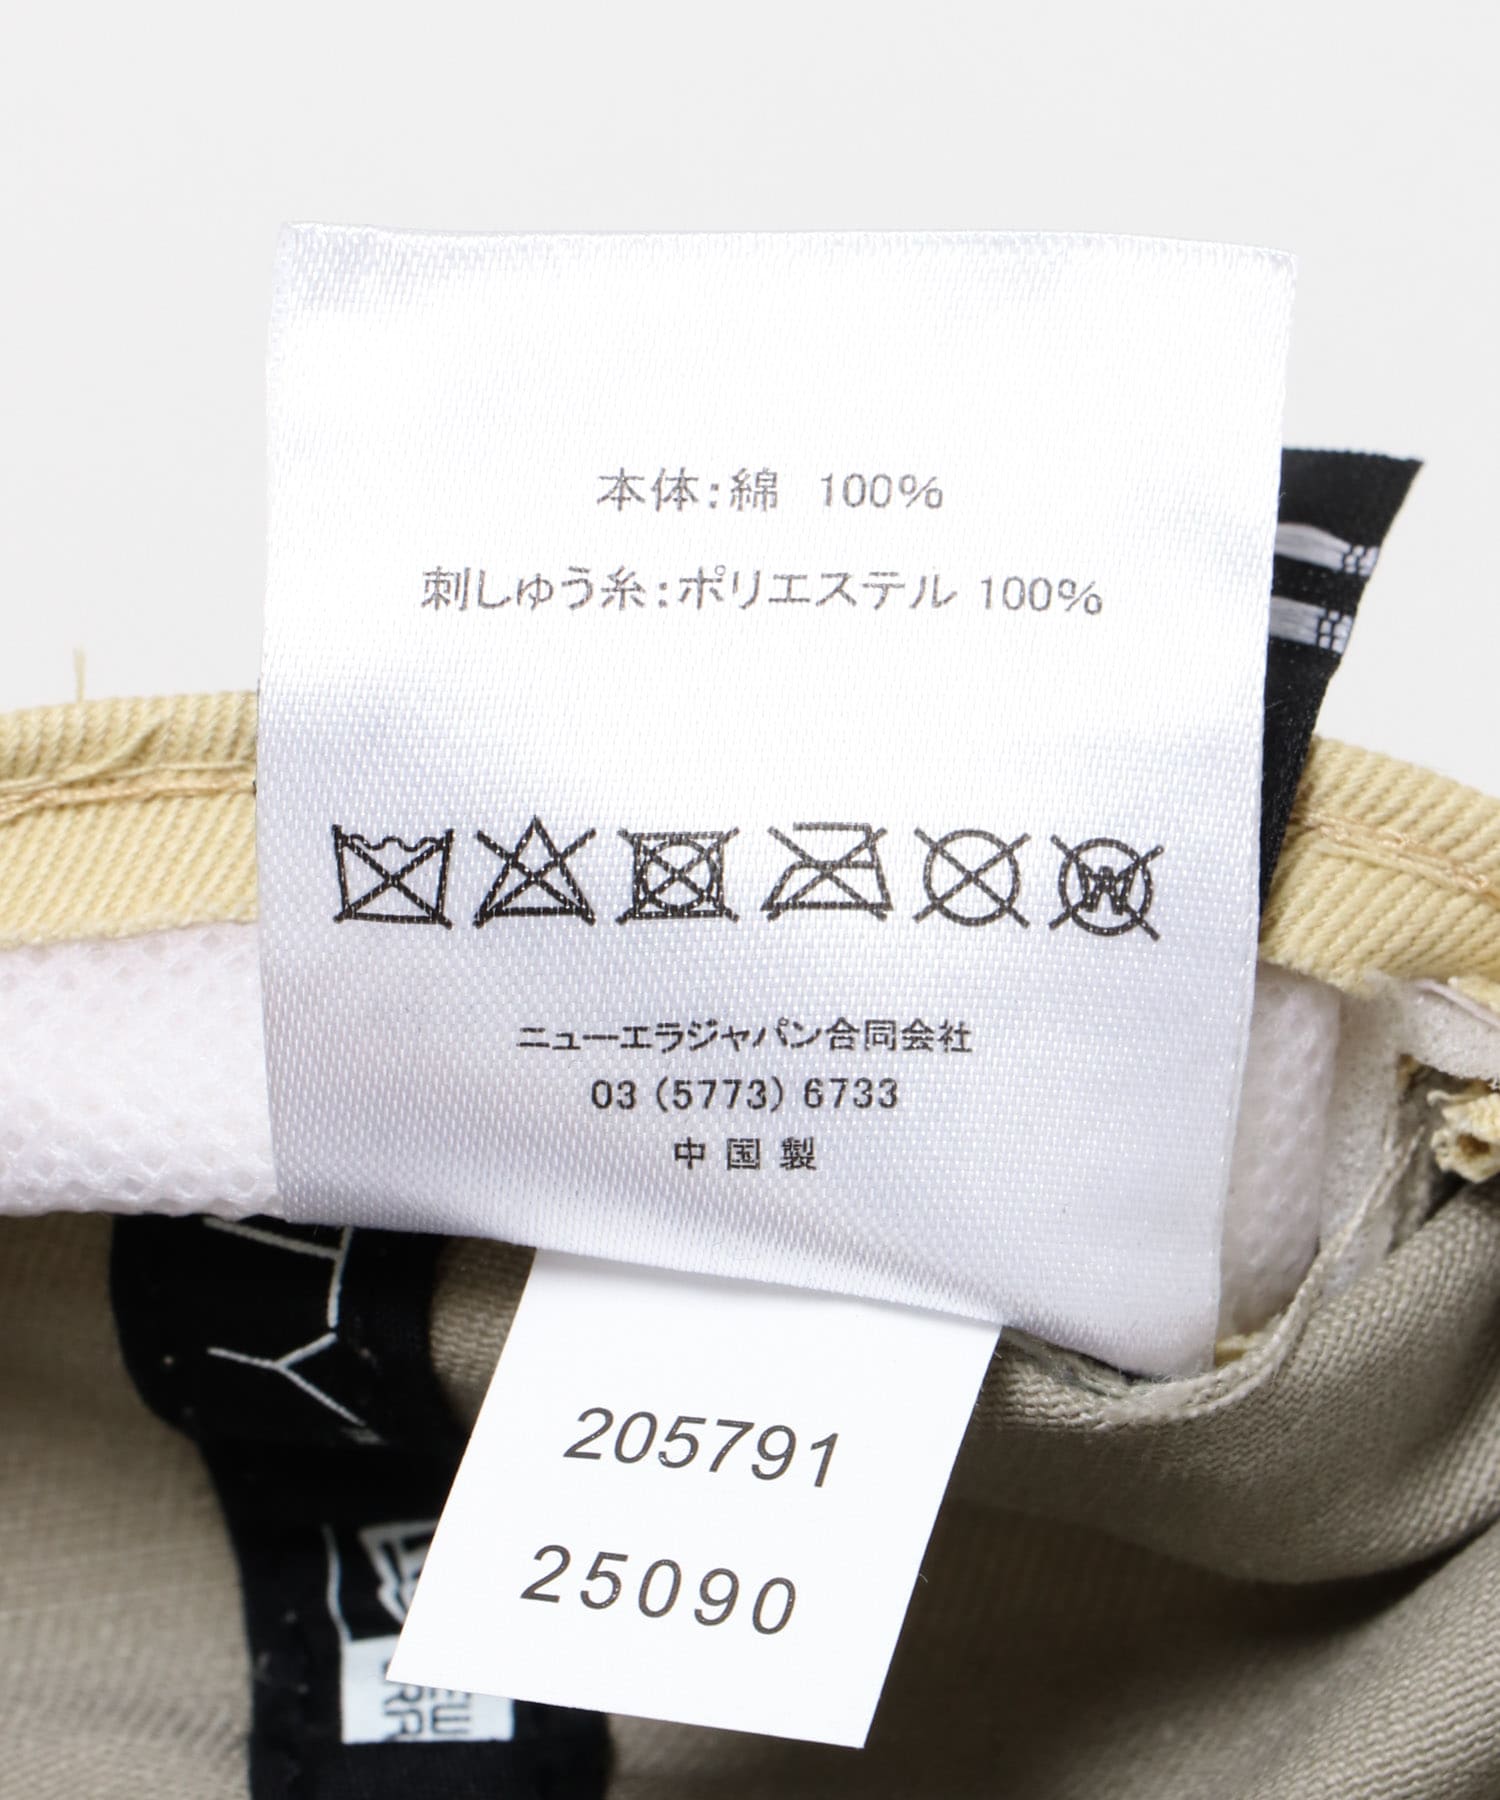 本体：綿 100%
刺しゅう糸：ポリエステル 100%
W
ニューエラジャパン合同会社
03 (5773) 6733
中国製
205791
25090